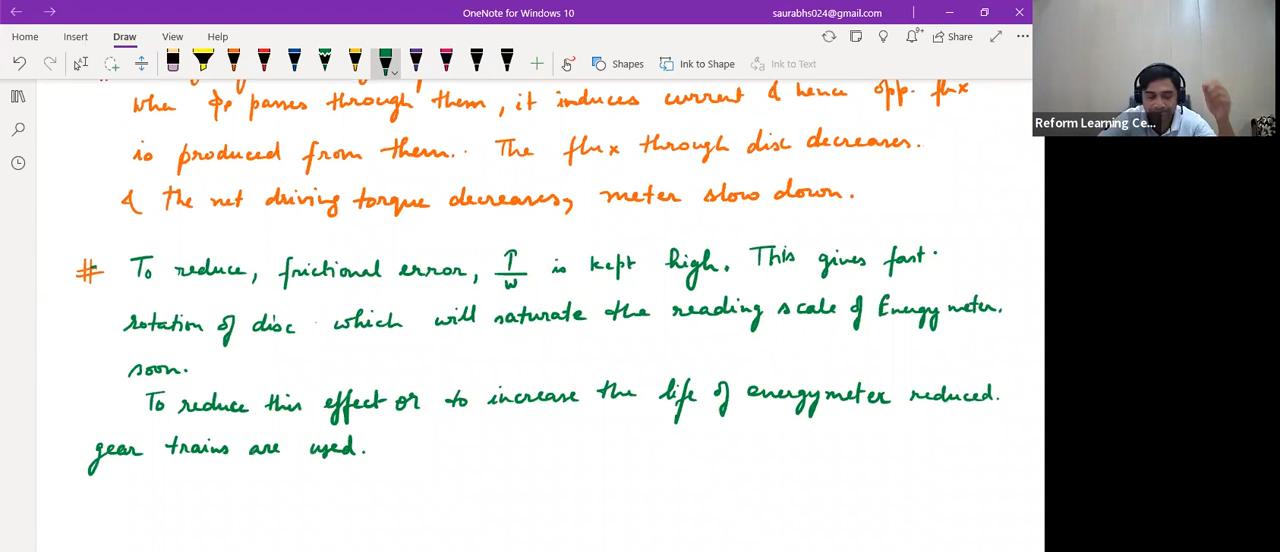 OneNote for Windows 10
saurabhs024@gmail.com
Home Insert Draw View Help
Shapes Ink to Shape Ink to Text Share
Reform Learning Ce...
when ϕp passes through them, it induces current & hence opp. flux
is produced from them.. The flux through disc decreases.
& the net driving torque decreases, meter slow down.
# To reduce, frictional error, T/w is kept high. This gives fast.
rotation of disc which will saturate the reading scale of Energy meter.
soon.
To reduce this effect or to increase the life of energymeter reduced.
gear trains are used.